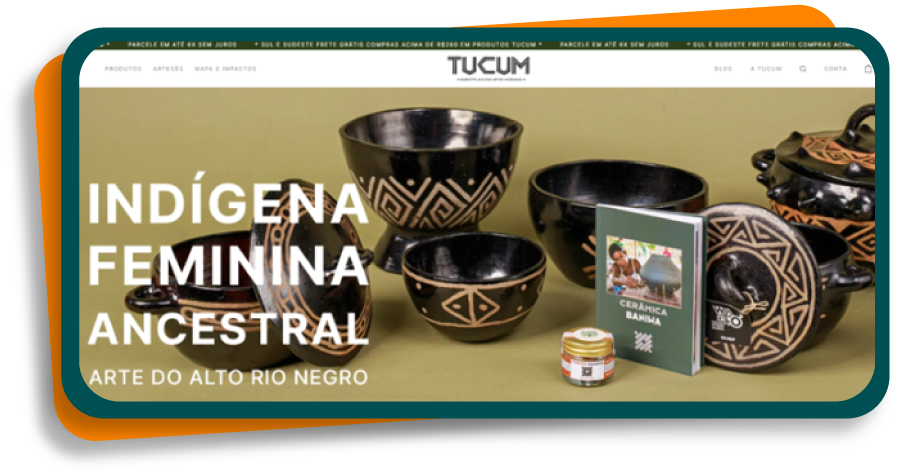 PARCELE EM ATÉ 6X SEM JUROS * SUL E SUDESTE FRETE GRÁTIS COMPRAS ACIMA DE R$280 EM PRODUTOS TUCUM * PARCELE EM ATÉ 6X SEM JUROS * SUL E SUDESTE FRETE GRÁTIS COMPRAS ACIMA
PRODUTOS ARTESÃS MAPA E IMPACTOS TUCUM BLOG A TUCUM CONTA
INDÍGENA
FEMININA
ANCESTRAL
ARTE DO ALTO RIO NEGRO
CERÂMICA
BANIWA